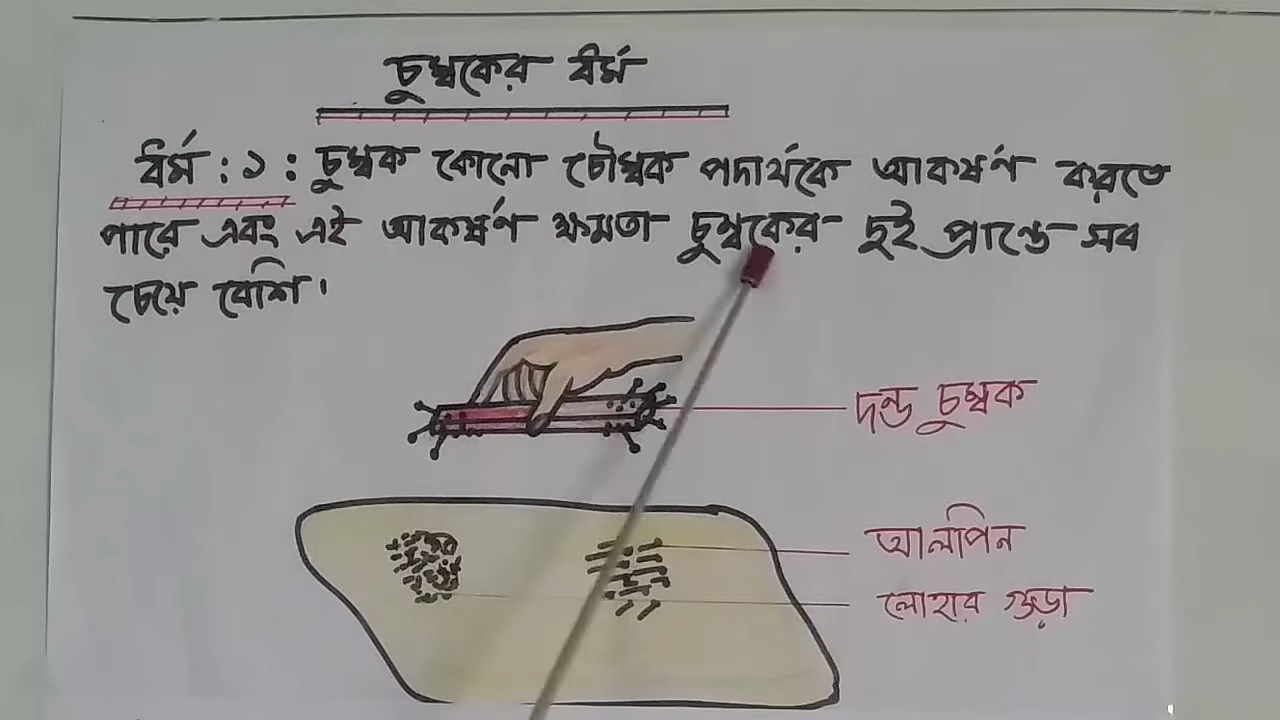 চুম্বকের ধর্ম
ধর্ম : ১ : চুম্বক কোনো চৌম্বক পদার্থকে আকর্ষণ করতে
পারে এবং এই আকর্ষণ ক্ষমতা চুম্বকের দুই প্রান্তে সব
চেয়ে বেশি।
দন্ড চুম্বক
আলপিন
লোহার গুড়া